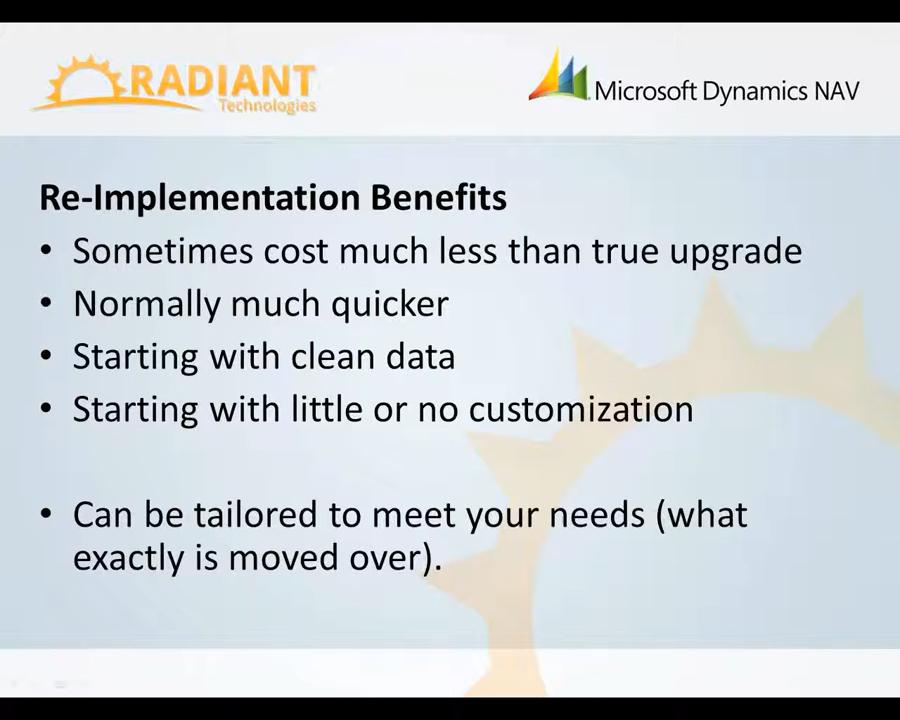 RADIANT
Technologies
Microsoft Dynamics NAV
Re-Implementation Benefits
• Sometimes cost much less than true upgrade
• Normally much quicker
• Starting with clean data
• Starting with little or no customization
• Can be tailored to meet your needs (what
exactly is moved over).